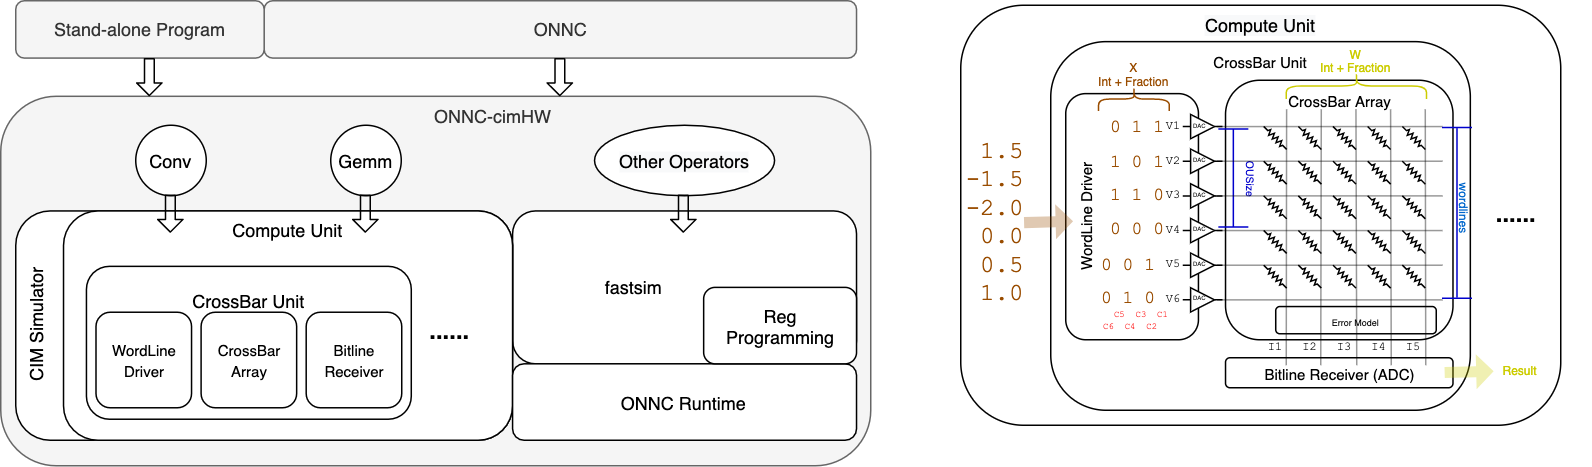 Stand-alone Program
ONNC
ONNC-cimHW
Conv
Gemm
Other Operators
CIM Simulator
Compute Unit
CrossBar Unit
WordLine
Driver
CrossBar
Array
Bitline
Receiver
......
fastsim
Reg
Programming
ONNC Runtime
Compute Unit
CrossBar Unit
X
Int + Fraction
W
Int + Fraction
CrossBar Array
1.5
-1.5
-2.0
0.0
0.5
1.0
WordLine Driver
0 1 1 V1 DAC
1 0 1 V2 DAC
1 1 0 V3 DAC
0 0 0 V4 DAC
0 0 1 V5 DAC
0 1 0 V6 DAC
C5 C3 C1
C6 C4 C2
OUSize
wordlines
......
Error Model
I1 I2 I3 I4 I5
Bitline Receiver (ADC)
Result